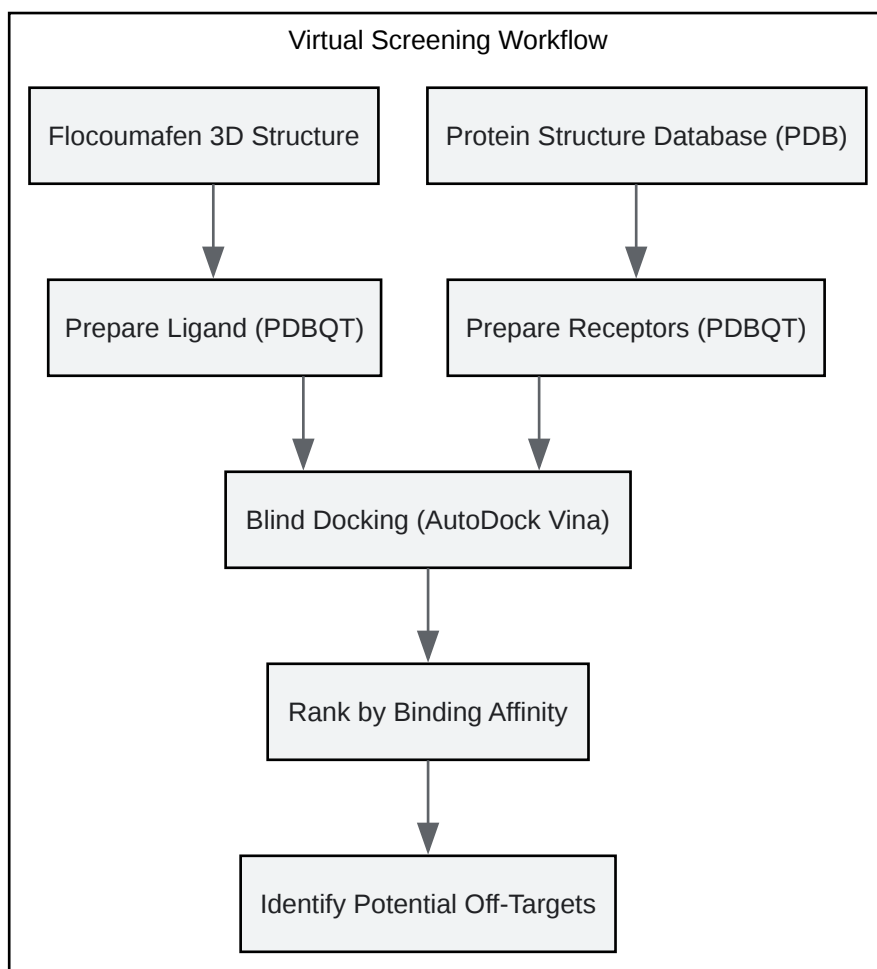 Virtual Screening Workflow
Flocoumafen 3D Structure
Protein Structure Database (PDB)
Prepare Ligand (PDBQT)
Prepare Receptors (PDBQT)
Blind Docking (AutoDock Vina)
Rank by Binding Affinity
Identify Potential Off-Targets